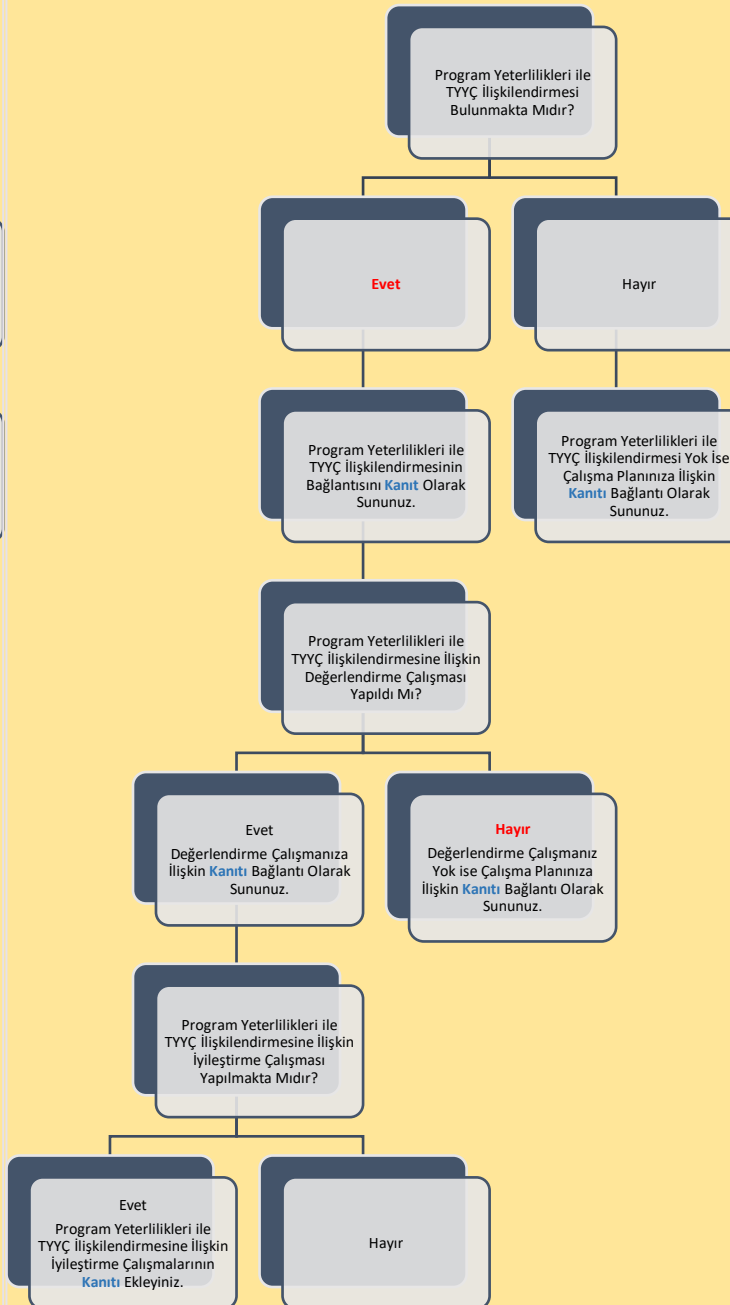 Program Yeterlilikleri ile
TYYÇ İlişkilendirmesi
Bulunmakta Mıdır?
Evet
Hayır
Program Yeterlilikleri ile
TYYÇ İlişkilendirmesinin
Bağlantısını Kanıt Olarak
Sununuz.
Program Yeterlilikleri ile
TYYÇ İlişkilendirmesi Yok İse
Çalışma Planınıza İlişkin
Kanıtı Bağlantı Olarak
Sununuz.
Program Yeterlilikleri ile
TYYÇ İlişkilendirmesine İlişkin
Değerlendirme Çalışması
Yapıldı Mı?
Evet
Değerlendirme Çalışmanıza
İlişkin Kanıtı Bağlantı Olarak
Sununuz.
Hayır
Değerlendirme Çalışmanız
Yok ise Çalışma Planınıza
İlişkin Kanıtı Bağlantı Olarak
Sununuz.
Program Yeterlilikleri ile
TYYÇ İlişkilendirmesine İlişkin
İyileştirme Çalışması
Yapılmakta Mıdır?
Evet
Program Yeterlilikleri ile
TYYÇ İlişkilendirmesine İlişkin
İyileştirme Çalışmalarının
Kanıtı Ekleyiniz.
Hayır